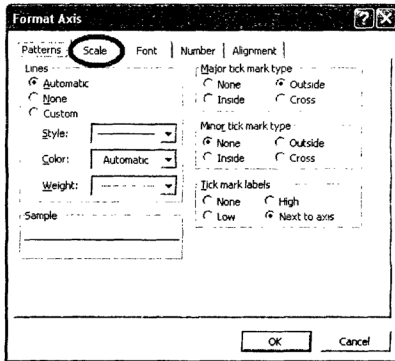 Format Axis
Patterns Scale Font Number Alignment
Lines
Automatic
None
Custom
Style:
Color: Automatic
Weight:
Sample
Major tick mark type
None Outside
Inside Cross
Minor tick mark type
None Outside
Inside Cross
Tick mark labels
None High
Low Next to axis
OK Cancel